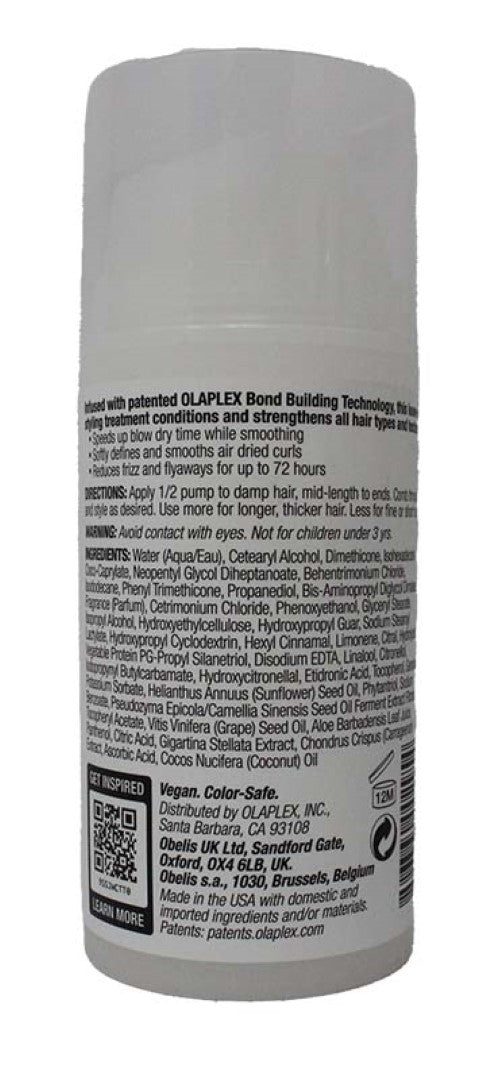 Infused with patented OLAPLEX Bond Building Technology, this
styling treatment conditions and strengthens all hair types and
• Speeds up blow dry time while smoothing
• Softly defines and smooths air dried curls
• Reduces frizz and flyaways for up to 72 hours
DIRECTIONS: Apply 1/2 pump to damp hair, mid-length to ends. Comb
and style as desired. Use more for longer, thicker hair. Less for fine or
WARNING: Avoid contact with eyes. Not for children under 3 yrs.
INGREDIENTS: Water (Aqua/Eau), Cetearyl Alcohol, Dimethicone,
Coco-Caprylate, Neopentyl Glycol Diheptanoate, Behentrimonium Chloride,
Isododecane, Phenyl Trimethicone, Propanediol, Bis-Aminopropyl Diglycol
Fragrance (Parfum), Cetrimonium Chloride, Phenoxyethanol, Glyceryl Stearate,
Isopropyl Alcohol, Hydroxyethylcellulose, Hydroxypropyl Guar, Sodium Stearoyl
Lactylate, Hydroxypropyl Cyclodextrin, Hexyl Cinnamal, Limonene, Citral,
Vegetable Protein PG-Propyl Silanetriol, Disodium EDTA, Linalool, Citronellol,
Iodopropynyl Butylcarbamate, Hydroxycitronellal, Etidronic Acid, Tocopherol,
Potassium Sorbate, Helianthus Annuus (Sunflower) Seed Oil, Phytantriol,
Benzoate, Pseudozyma Epicola/Camellia Sinensis Seed Oil Ferment Extract
Tocopheryl Acetate, Vitis Vinifera (Grape) Seed Oil, Aloe Barbadensis Leaf
Panthenol, Citric Acid, Gigartina Stellata Extract, Chondrus Crispus
Extract, Ascorbic Acid, Cocos Nucifera (Coconut) Oil
GET INSPIRED
LEARN MORE
Vegan. Color-Safe.
Distributed by OLAPLEX, INC.,
Santa Barbara, CA 93108
Obelis UK Ltd, Sandford Gate,
Oxford, OX4 6LB, UK.
Obelis s.a., 1030, Brussels, Belgium
Made in the USA with domestic and
imported ingredients and/or materials.
Patents: patents.olaplex.com
12M